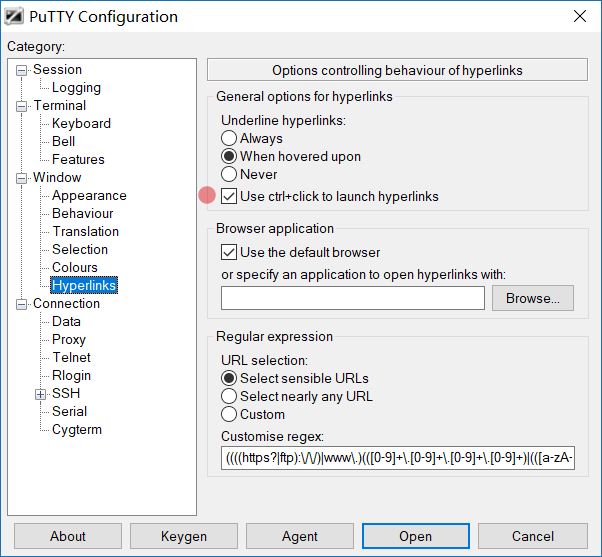 PuTTY Configuration
Category:
Session
Logging
Terminal
Keyboard
Bell
Features
Window
Appearance
Behaviour
Translation
Selection
Colours
Hyperlinks
Connection
Data
Proxy
Telnet
Rlogin
SSH
Serial
Cygterm
Options controlling behaviour of hyperlinks
General options for hyperlinks
Underline hyperlinks:
Always
When hovered upon
Never
Use ctrl+click to launch hyperlinks
Browser application
Use the default browser
or specify an application to open hyperlinks with:
Browse...
Regular expression
URL selection:
Select sensible URLs
Select nearly any URL
Custom
Customise regex:
((((https?|ftp):\/\/)|www\.)(([0-9]+\.[0-9]+\.[0-9]+\.[0-9]+)|(([a-zA-
About
Keygen
Agent
Open
Cancel